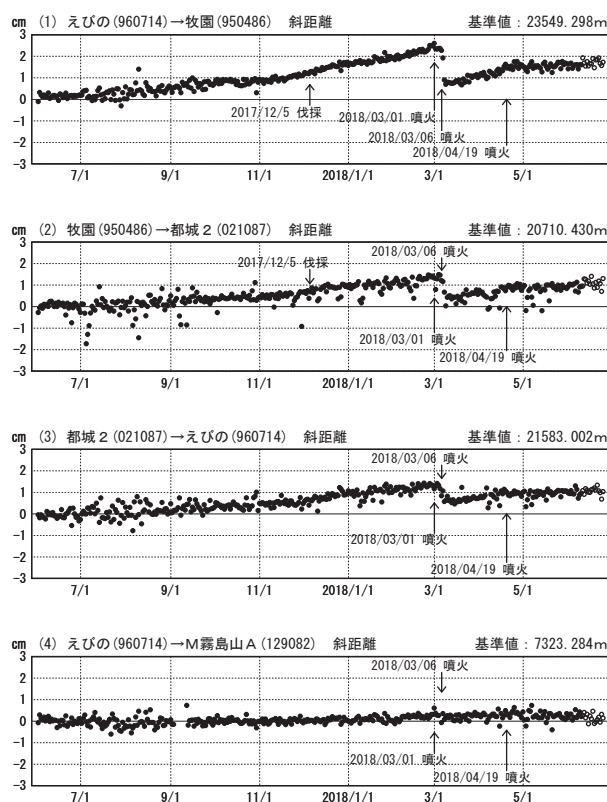 cm (1) えびの(960714)→牧園(950486) 斜距離 基準値:23549.298m
3
2
1
0
-1
-2
-3
2017/12/5 伐採
2018/03/01 噴火
2018/03/06 噴火
2018/04/19 噴火
7/1 9/1 11/1 2018/1/1 3/1 5/1
cm (2) 牧園(950486)→都城2(021087) 斜距離 基準値:20710.430m
3
2
1
0
-1
-2
-3
2018/03/06 噴火
2017/12/5 伐採
2018/03/01 噴火
2018/04/19 噴火
7/1 9/1 11/1 2018/1/1 3/1 5/1
cm (3) 都城2(021087)→えびの(960714) 斜距離 基準値:21583.002m
3
2
1
0
-1
-2
-3
2018/03/06 噴火
2018/03/01 噴火
2018/04/19 噴火
7/1 9/1 11/1 2018/1/1 3/1 5/1
cm (4) えびの(960714)→M霧島山A(129082) 斜距離 基準値:7323.284m
3
2
1
0
-1
-2
-3
2018/03/06 噴火
2018/03/01 噴火
2018/04/19 噴火
7/1 9/1 11/1 2018/1/1 3/1 5/1